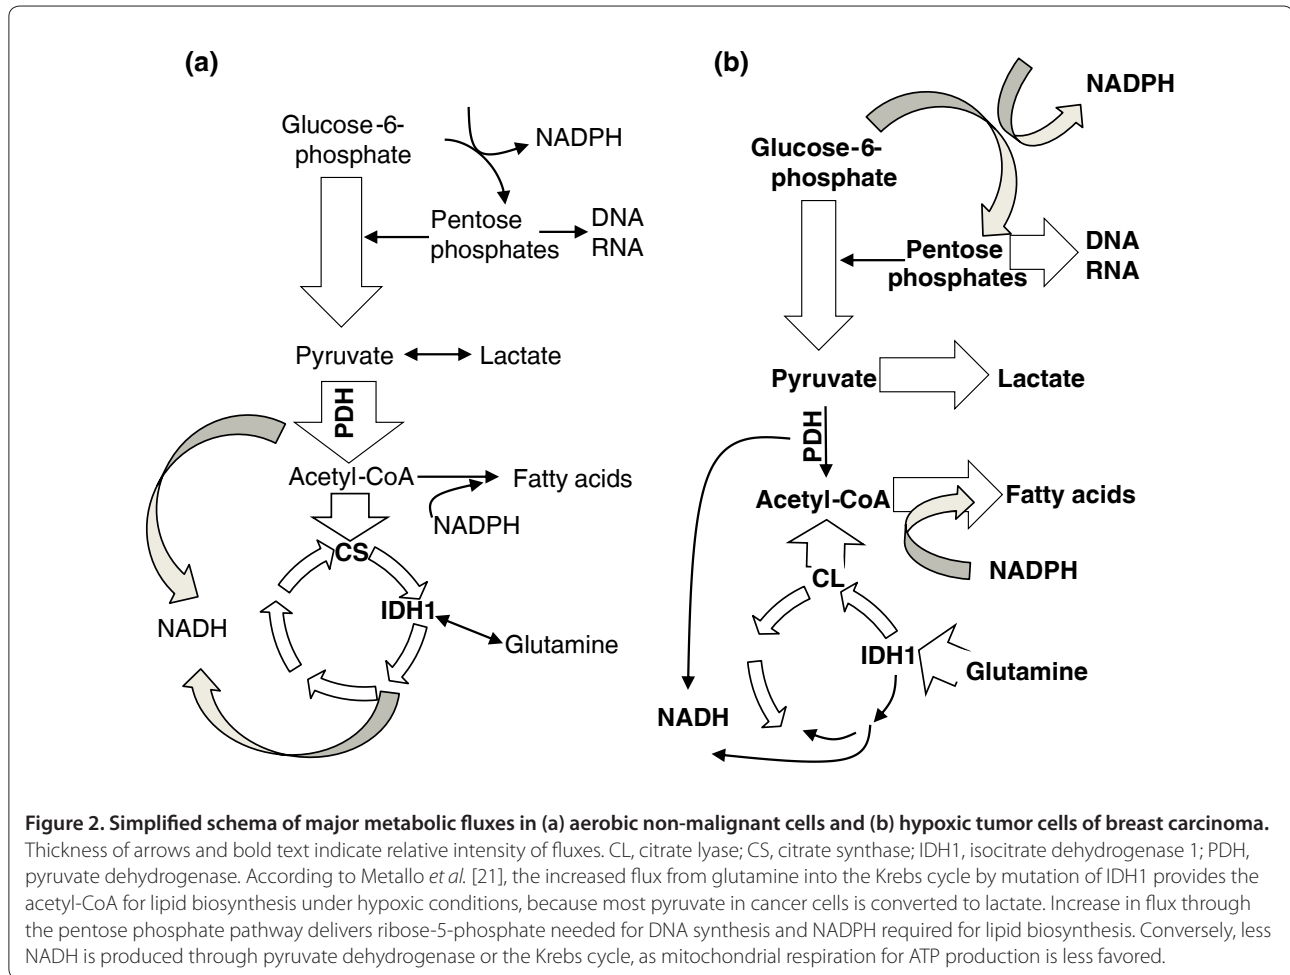 (a)
Glucose-6-
phosphate
NADPH
Pentose
phosphates
DNA
RNA
Pyruvate
Lactate
PDH
Acetyl-CoA
Fatty acids
NADPH
CS
IDH1
NADH
Glutamine
(b)
NADPH
Glucose-6-
phosphate
Pentose
phosphates
DNA
RNA
Pyruvate
Lactate
PDH
Acetyl-CoA
Fatty acids
NADPH
CL
IDH1
Glutamine
NADH
Figure 2. Simplified schema of major metabolic fluxes in (a) aerobic non-malignant cells and (b) hypoxic tumor cells of breast carcinoma.
Thickness of arrows and bold text indicate relative intensity of fluxes. CL, citrate lyase; CS, citrate synthase; IDH1, isocitrate dehydrogenase 1; PDH,
pyruvate dehydrogenase. According to Metallo et al. [21], the increased flux from glutamine into the Krebs cycle by mutation of IDH1 provides the
acetyl-CoA for lipid biosynthesis under hypoxic conditions, because most pyruvate in cancer cells is converted to lactate. Increase in flux through
the pentose phosphate pathway delivers ribose-5-phosphate needed for DNA synthesis and NADPH required for lipid biosynthesis. Conversely, less
NADH is produced through pyruvate dehydrogenase or the Krebs cycle, as mitochondrial respiration for ATP production is less favored.